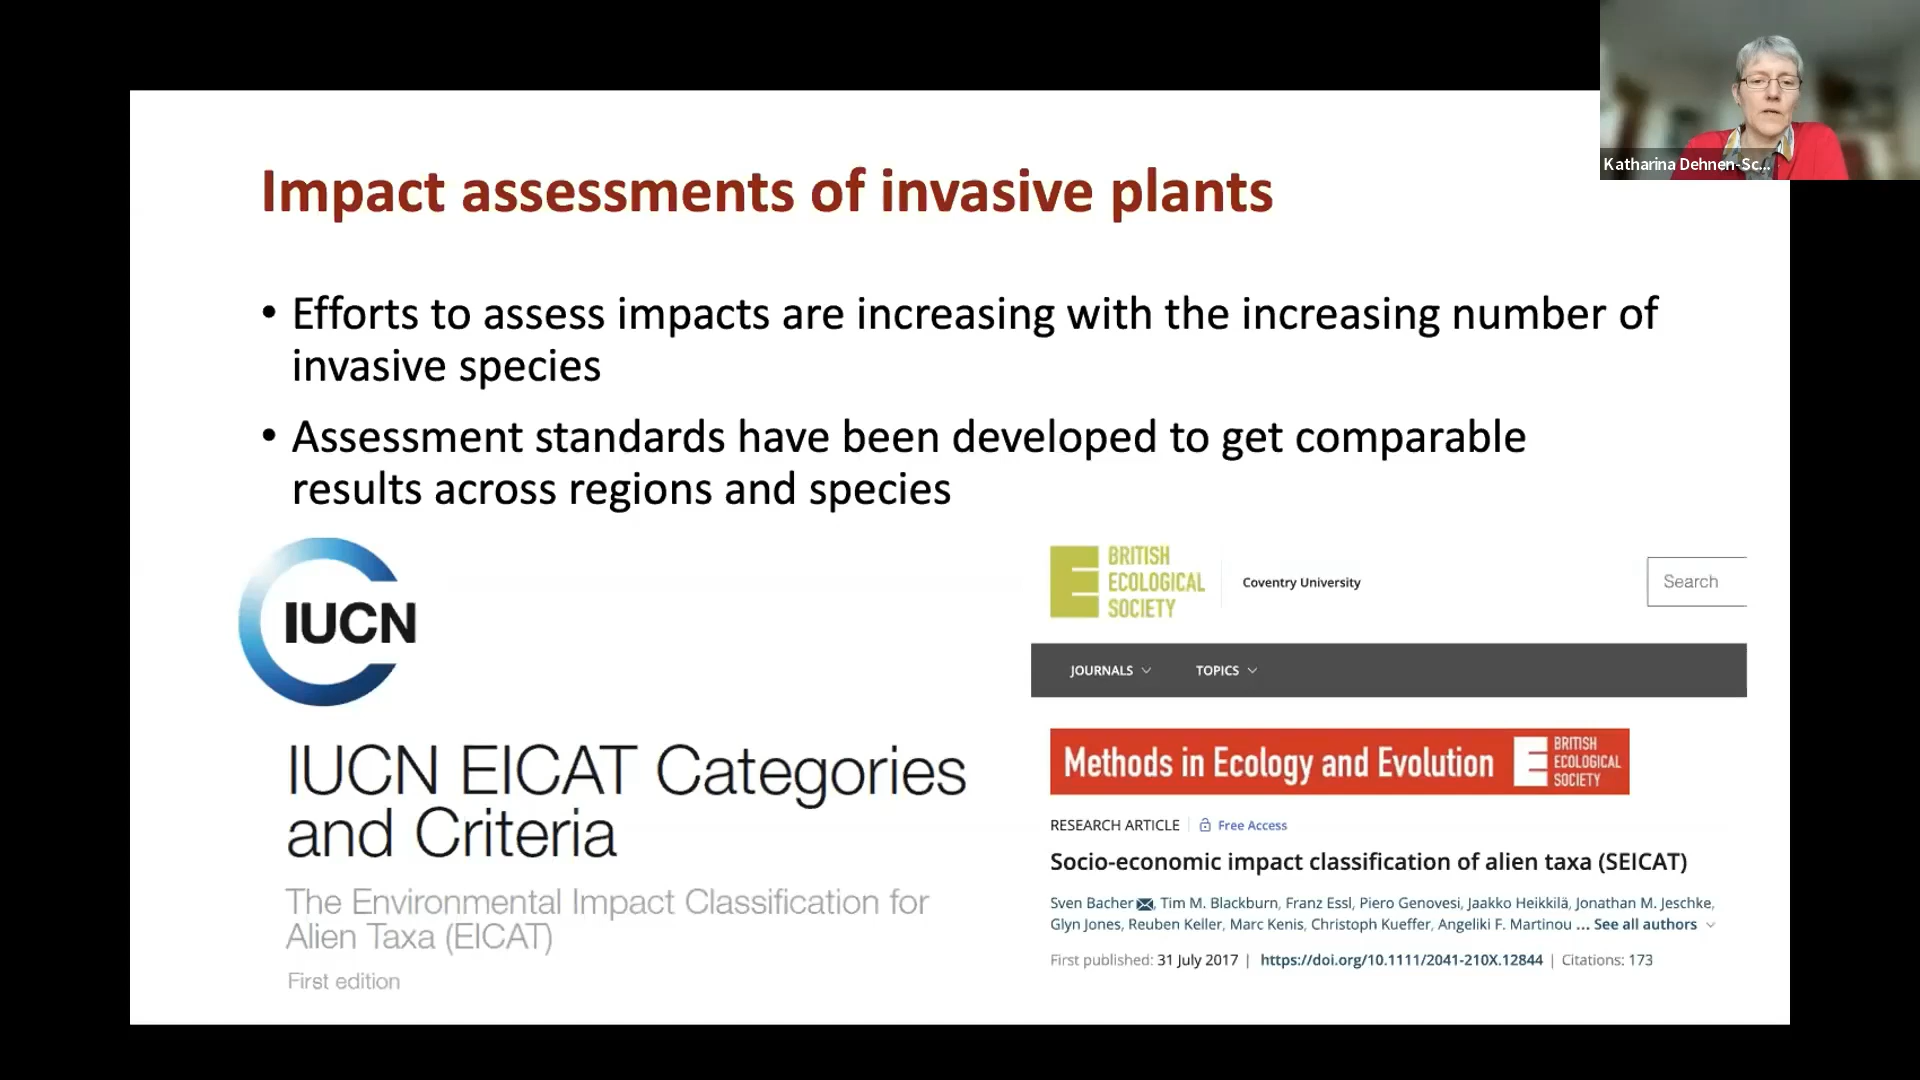 Katharina Dehnen-Sc...
Impact assessments of invasive plants
• Efforts to assess impacts are increasing with the increasing number of
invasive species
• Assessment standards have been developed to get comparable
results across regions and species
IUCN
IUCN EICAT Categories
and Criteria
The Environmental Impact Classification for
Alien Taxa (EICAT)
First edition
BRITISH
ECOLOGICAL
SOCIETY
Coventry University
Search
JOURNALS
TOPICS
Methods in Ecology and Evolution
BRITISH
ECOLOGICAL
SOCIETY
RESEARCH ARTICLE
Free Access
Socio-economic impact classification of alien taxa (SEICAT)
Sven Bacher, Tim M. Blackburn, Franz Essl, Piero Genovesi, Jaakko Heikkilä, Jonathan M. Jeschke,
Glyn Jones, Reuben Keller, Marc Kenis, Christoph Kueffer, Angeliki F. Martinou ... See all authors
First published: 31 July 2017 | https://doi.org/10.1111/2041-210X.12844 | Citations: 173